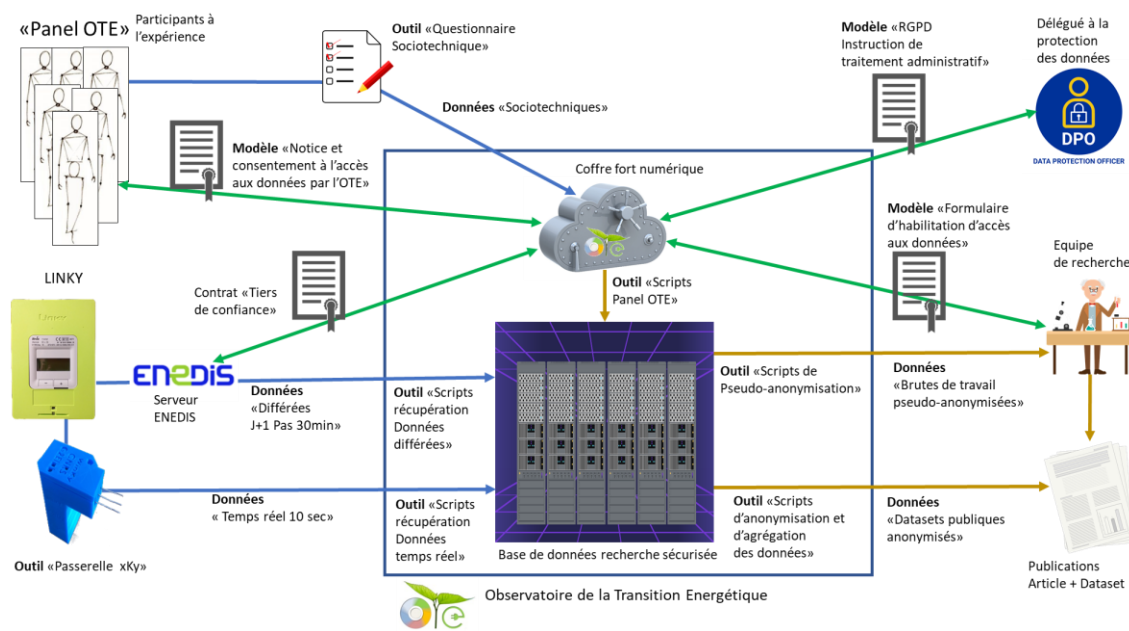 «Panel OTE»
Participants à
l'expérience
Outil «Questionnaire
Sociotechnique»
Données «Sociotechniques»
Modèle «RGPD
Instruction de
traitement administratif»
Délégué à la
protection
des données
DPO
DATA PROTECTION OFFICER
Modèle «Notice et
consentement à l'accès
aux données par l'OTE»
Coffre fort numérique
Modèle «Formulaire
d'habilitation d'accès
aux données»
Equipe
de recherche
LINKY
Contrat «Tiers
de confiance»
Outil «Scripts
Panel OTE»
Linky
ENEDIS
Serveur
ENEDIS
Données
«Différées
J+1 Pas 30min»
Outil «Scripts
récupération
Données
différées»
Outil «Scripts de
Pseudo-anonymisation»
Données
«Brutes de travail
pseudo-anonymisées»
Données
« Temps réel 10 sec»
Outil «Scripts
récupération
Données
temps réel»
Outil «Scripts
d'anonymisation et
d'agrégation
des données»
Données
«Datasets publiques
anonymisés»
Outil «Passerelle xKy»
Base de données recherche sécurisée
Publications
Article + Dataset
OTe
Observatoire de la Transition Energétique